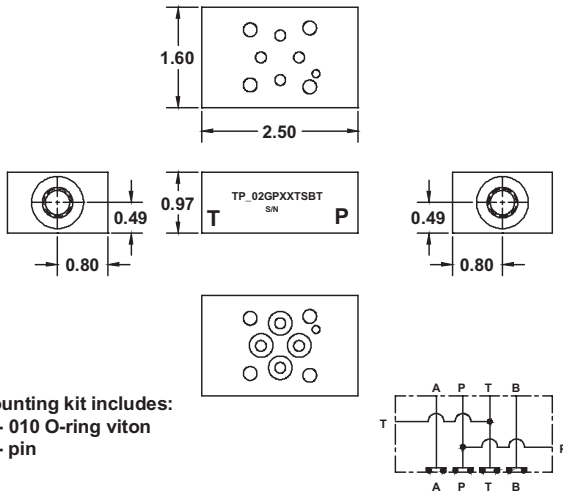 1.60
2.50
0.49
0.80
0.97
TP_02GPXXTSBT
S/N
T
P
0.49
0.80
unting kit includes:
- 010 O-ring viton
- pin
A P T B
T
P
A P T B